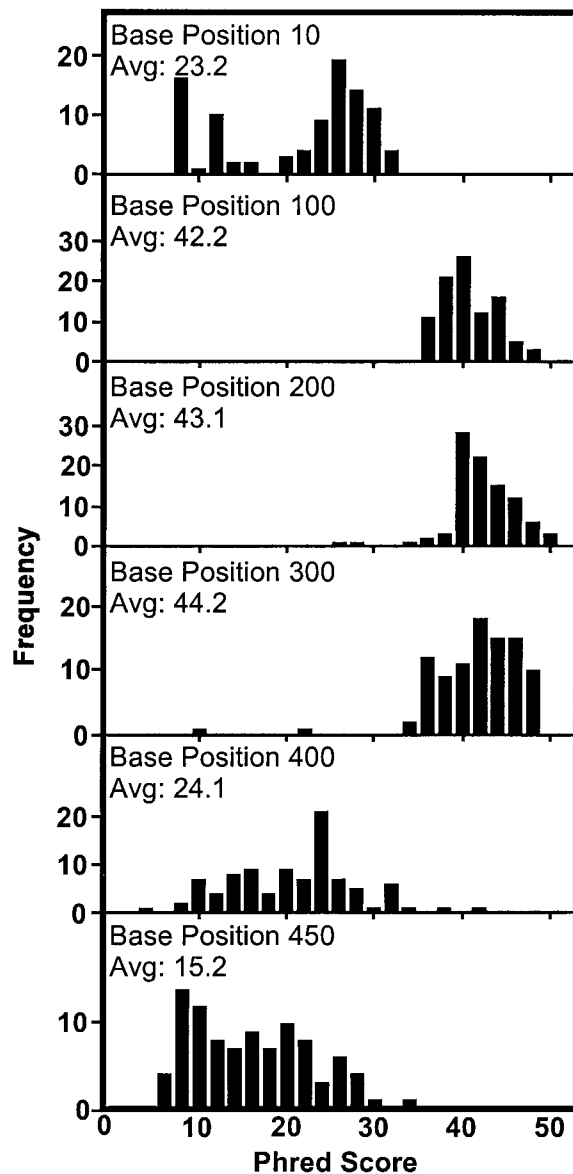 Base Position 10
Avg: 23.2
20
10
0
Base Position 100
Avg: 42.2
30
20
10
0
Base Position 200
Avg: 43.1
30
20
10
0
Base Position 300
Avg: 44.2
20
10
0
Base Position 400
Avg: 24.1
20
10
0
Base Position 450
Avg: 15.2
10
0
0 10 20 30 40 50
Phred Score
Frequency